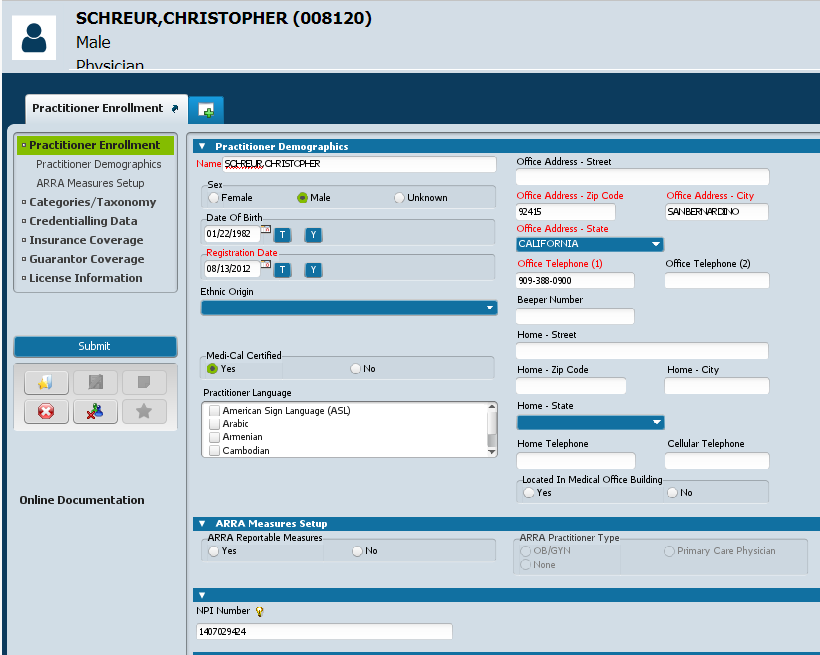 SCHREUR,CHRISTOPHER (008120)
Male
Physician
Practitioner Enrollment
Practitioner Enrollment
Practitioner Demographics
ARRA Measures Setup
Categories/Taxonomy
Credentialling Data
Insurance Coverage
Guarantor Coverage
License Information
Submit
Online Documentation
Practitioner Demographics
Name SCHREUR,CHRISTOPHER
Sex
Female Male Unknown
Date Of Birth
01/22/1982 T Y
Registration Date
08/13/2012 T Y
Ethnic Origin
Medi-Cal Certified
Yes No
Practitioner Language
American Sign Language (ASL)
Arabic
Armenian
Cambodian
Office Address - Street
Office Address - Zip Code Office Address - City
92415 SANBERNARDINO
Office Address - State
CALIFORNIA
Office Telephone (1) Office Telephone (2)
909-388-0900
Beeper Number
Home - Street
Home - Zip Code Home - City
Home - State
Home Telephone Cellular Telephone
Located In Medical Office Building
Yes No
ARRA Measures Setup
ARRA Reportable Measures
Yes No
ARRA Practitioner Type
OB/GYN Primary Care Physician
None
NPI Number
1407029424